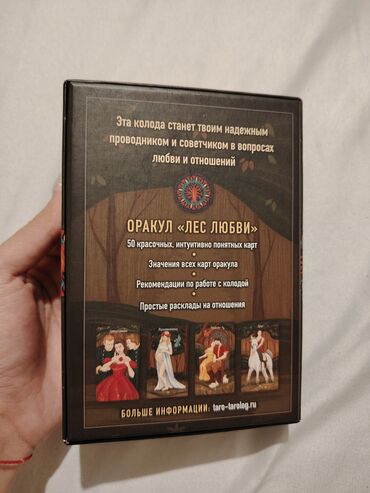 Эта колода станет твоим надежным
проводником и советчиком в вопросах
любви и отношений
ОРАКУЛ «ЛЕС ЛЮБВИ»
50 красочных, интуитивно понятных карт
•
Значения всех карт оракула
•
Рекомендации по работе с колодой
•
Простые расклады на отношения
БОЛЬШЕ ИНФОРМАЦИИ: taro-tarolog.ru